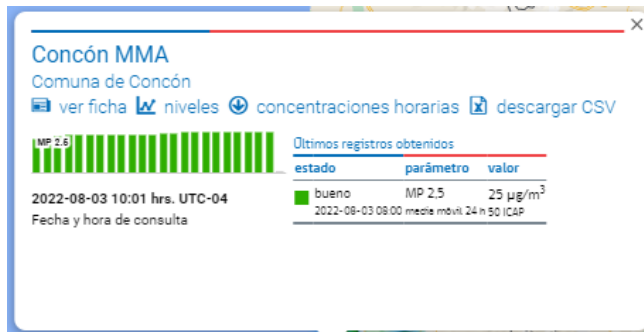 Concón MMA
Comuna de Concón
ver ficha niveles concentraciones horarias descargar CSV
MP 2.5
Últimos registros obtenidos
estado parámetro valor
bueno MP 2,5 25 µg/m³
2022-08-03 08:00 media móvil 24 h 50 ICAP
2022-08-03 10:01 hrs. UTC-04
Fecha y hora de consulta